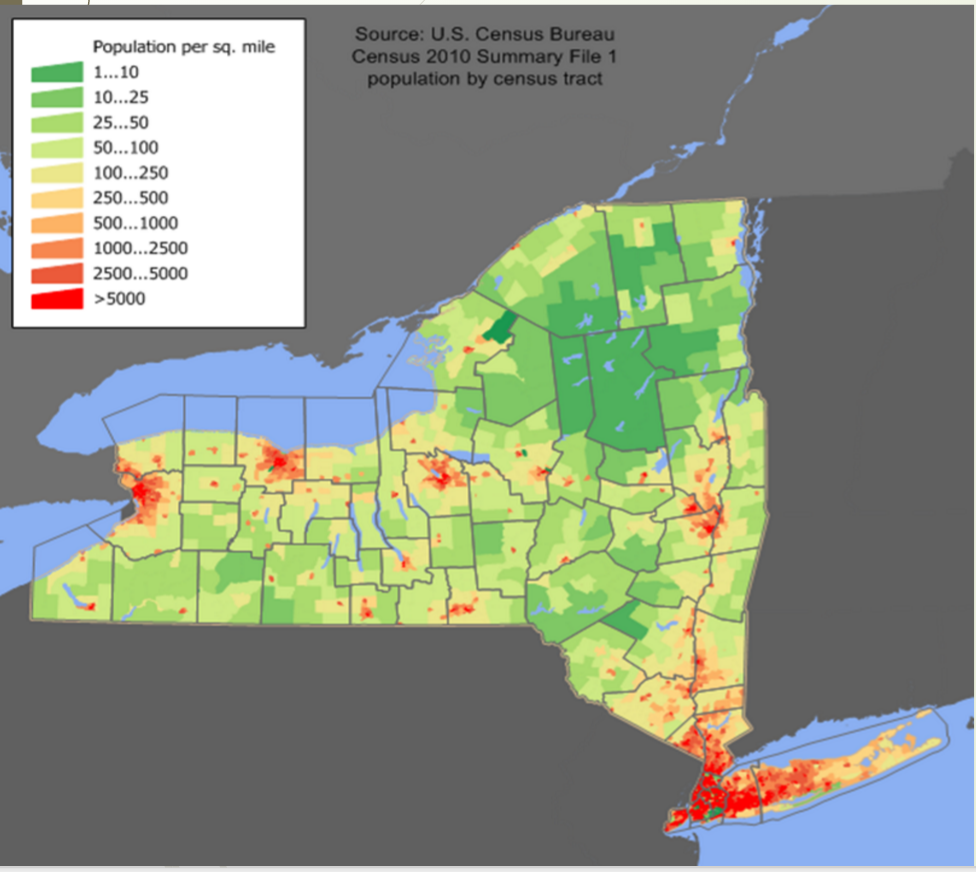 Population per sq. mile
1...10
10...25
25...50
50...100
100...250
250...500
500...1000
1000...2500
2500...5000
>5000
Source: U.S. Census Bureau
Census 2010 Summary File 1
population by census tract